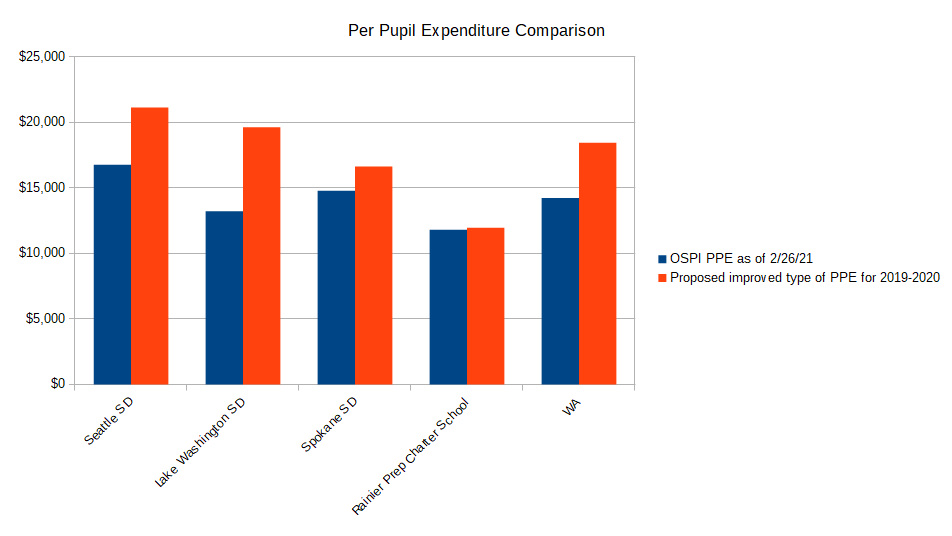 Per Pupil Expenditure Comparison
$25,000
$20,000
$15,000
$10,000
$5,000
$0
Seattle SD
Lake Washington SD
Spokane SD
Rainier Prep Charter School
WA
OSPI PPE as of 2/26/21
Proposed improved type of PPE for 2019-2020